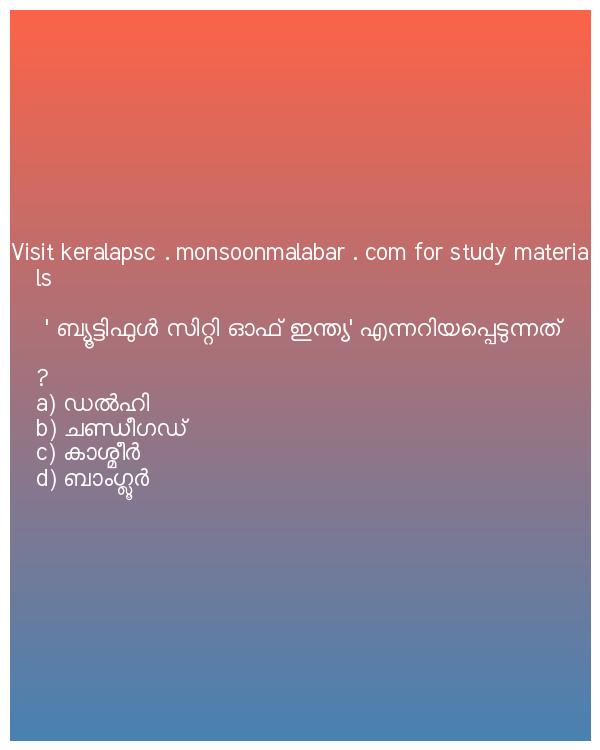 Visit keralapsc . monsoonmalabar . com for study materia
ls
' ബ്യൂട്ടിഫുൾ സിറ്റി ഓഫ് ഇന്ത്യ' എന്നറിയപ്പെടുന്നത്
?
a) ഡൽഹി
b) ചണ്ഡീഗഡ്
c) കാശ്മീർ
d) ബാംഗ്ലൂർ